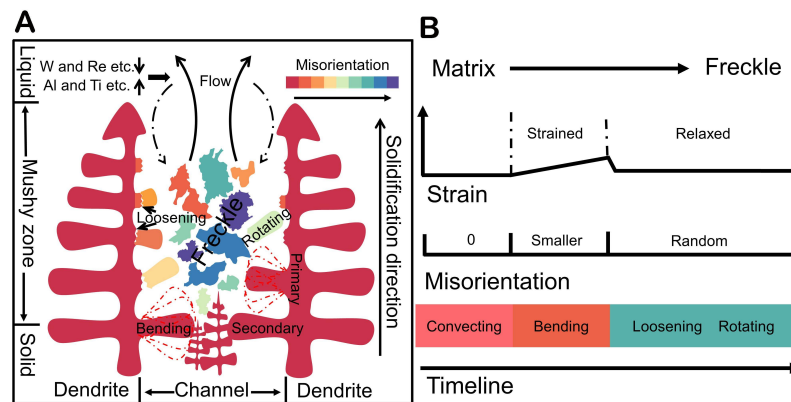 A
Liquid
W and Re etc.
Al and Ti etc.
Flow
Misorientation
Mushy zone
Loosening
Freckle
Rotating
Primary
Solidification direction
Bending
Secondary
Solid
Dendrite
Channel
Dendrite
B
Matrix
Freckle
Strained
Relaxed
Strain
0
Smaller
Random
Misorientation
Convecting
Bending
Loosening
Rotating
Timeline